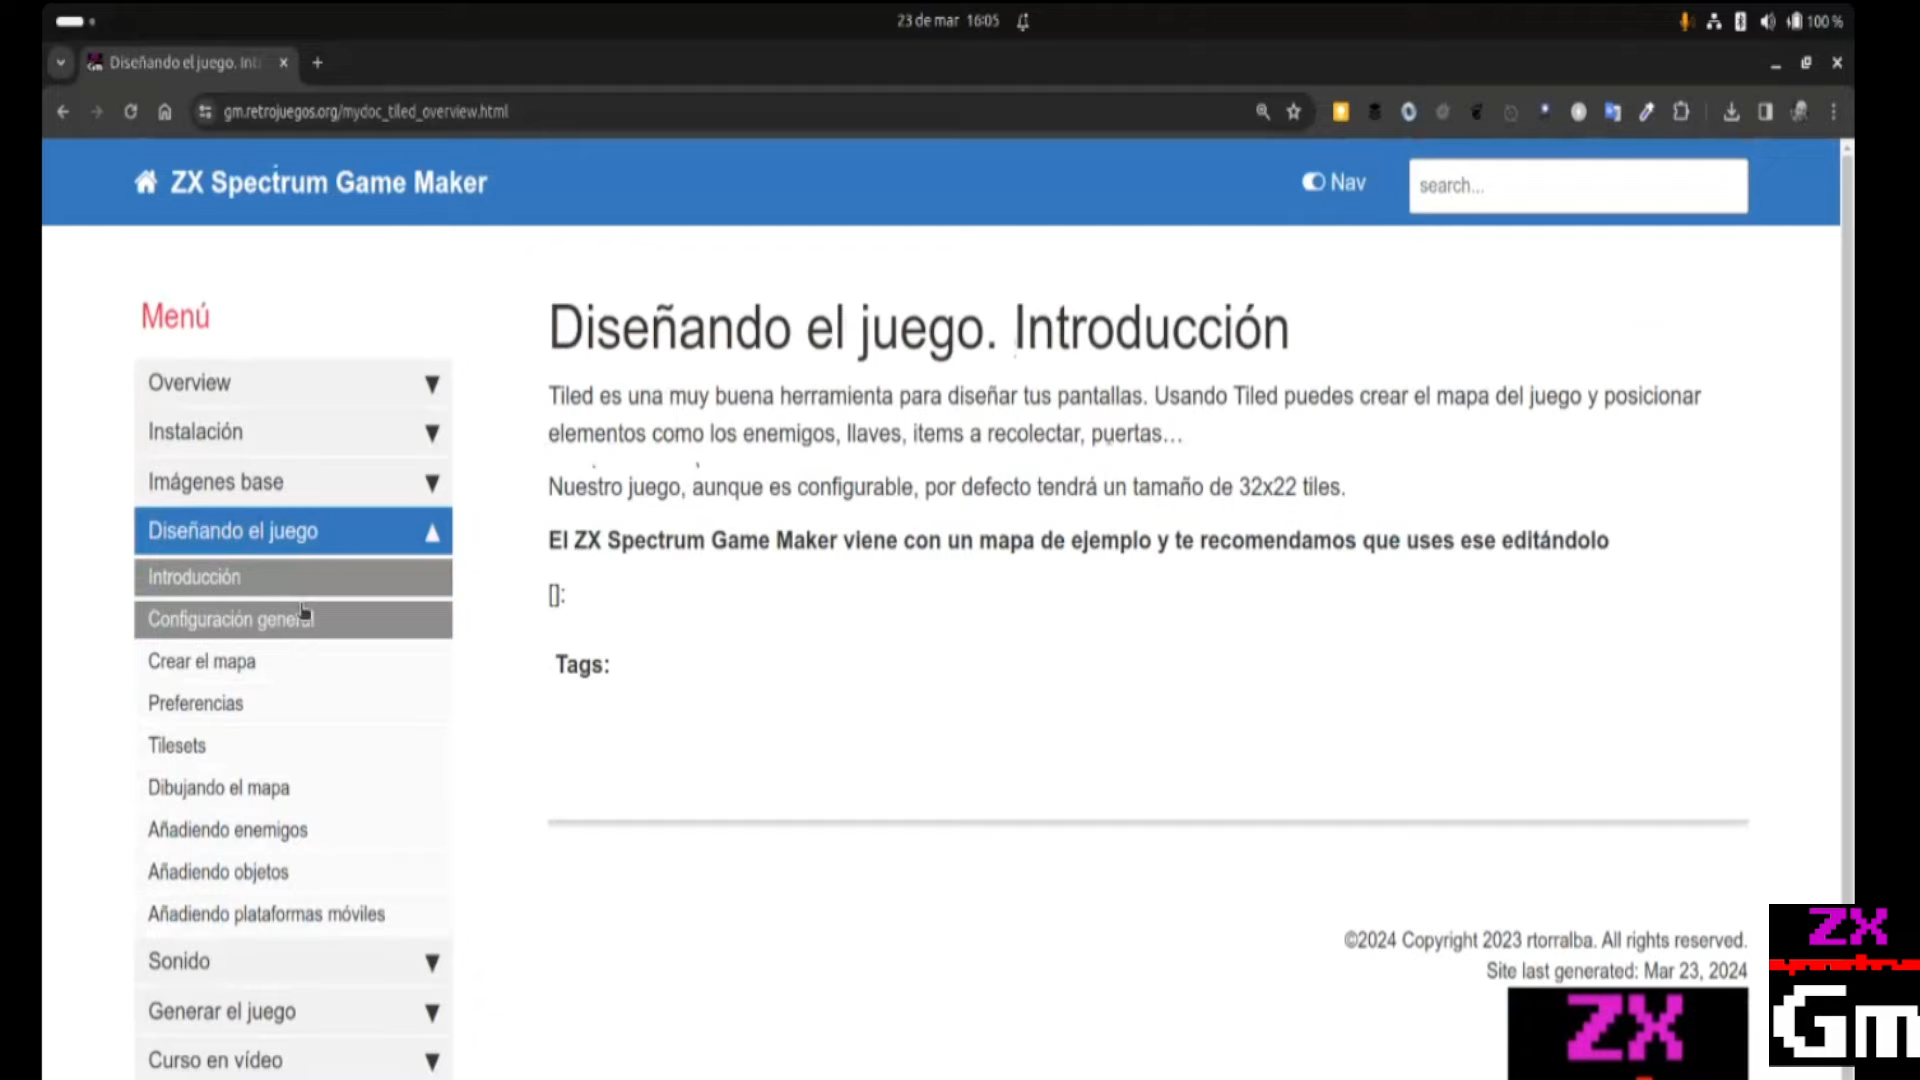 23 de mar 16:05
100 %
Diseñando el juego. Int
gm.retrojuegos.org/mydoc_tiled_overview.html
ZX Spectrum Game Maker
Nav
search...
Menú
Overview
Instalación
Imágenes base
Diseñando el juego
Introducción
Configuración general
Crear el mapa
Preferencias
Tilesets
Dibujando el mapa
Añadiendo enemigos
Añadiendo objetos
Añadiendo plataformas móviles
Sonido
Generar el juego
Curso en vídeo
Diseñando el juego. Introducción
Tiled es una muy buena herramienta para diseñar tus pantallas. Usando Tiled puedes crear el mapa del juego y posicionar
elementos como los enemigos, llaves, items a recolectar, puertas…
Nuestro juego, aunque es configurable, por defecto tendrá un tamaño de 32x22 tiles.
El ZX Spectrum Game Maker viene con un mapa de ejemplo y te recomendamos que uses ese editándolo
[]:
Tags:
©2024 Copyright 2023 rtorralba. All rights reserved.
Site last generated: Mar 23, 2024
ZX
ZX
spectrum
Gm